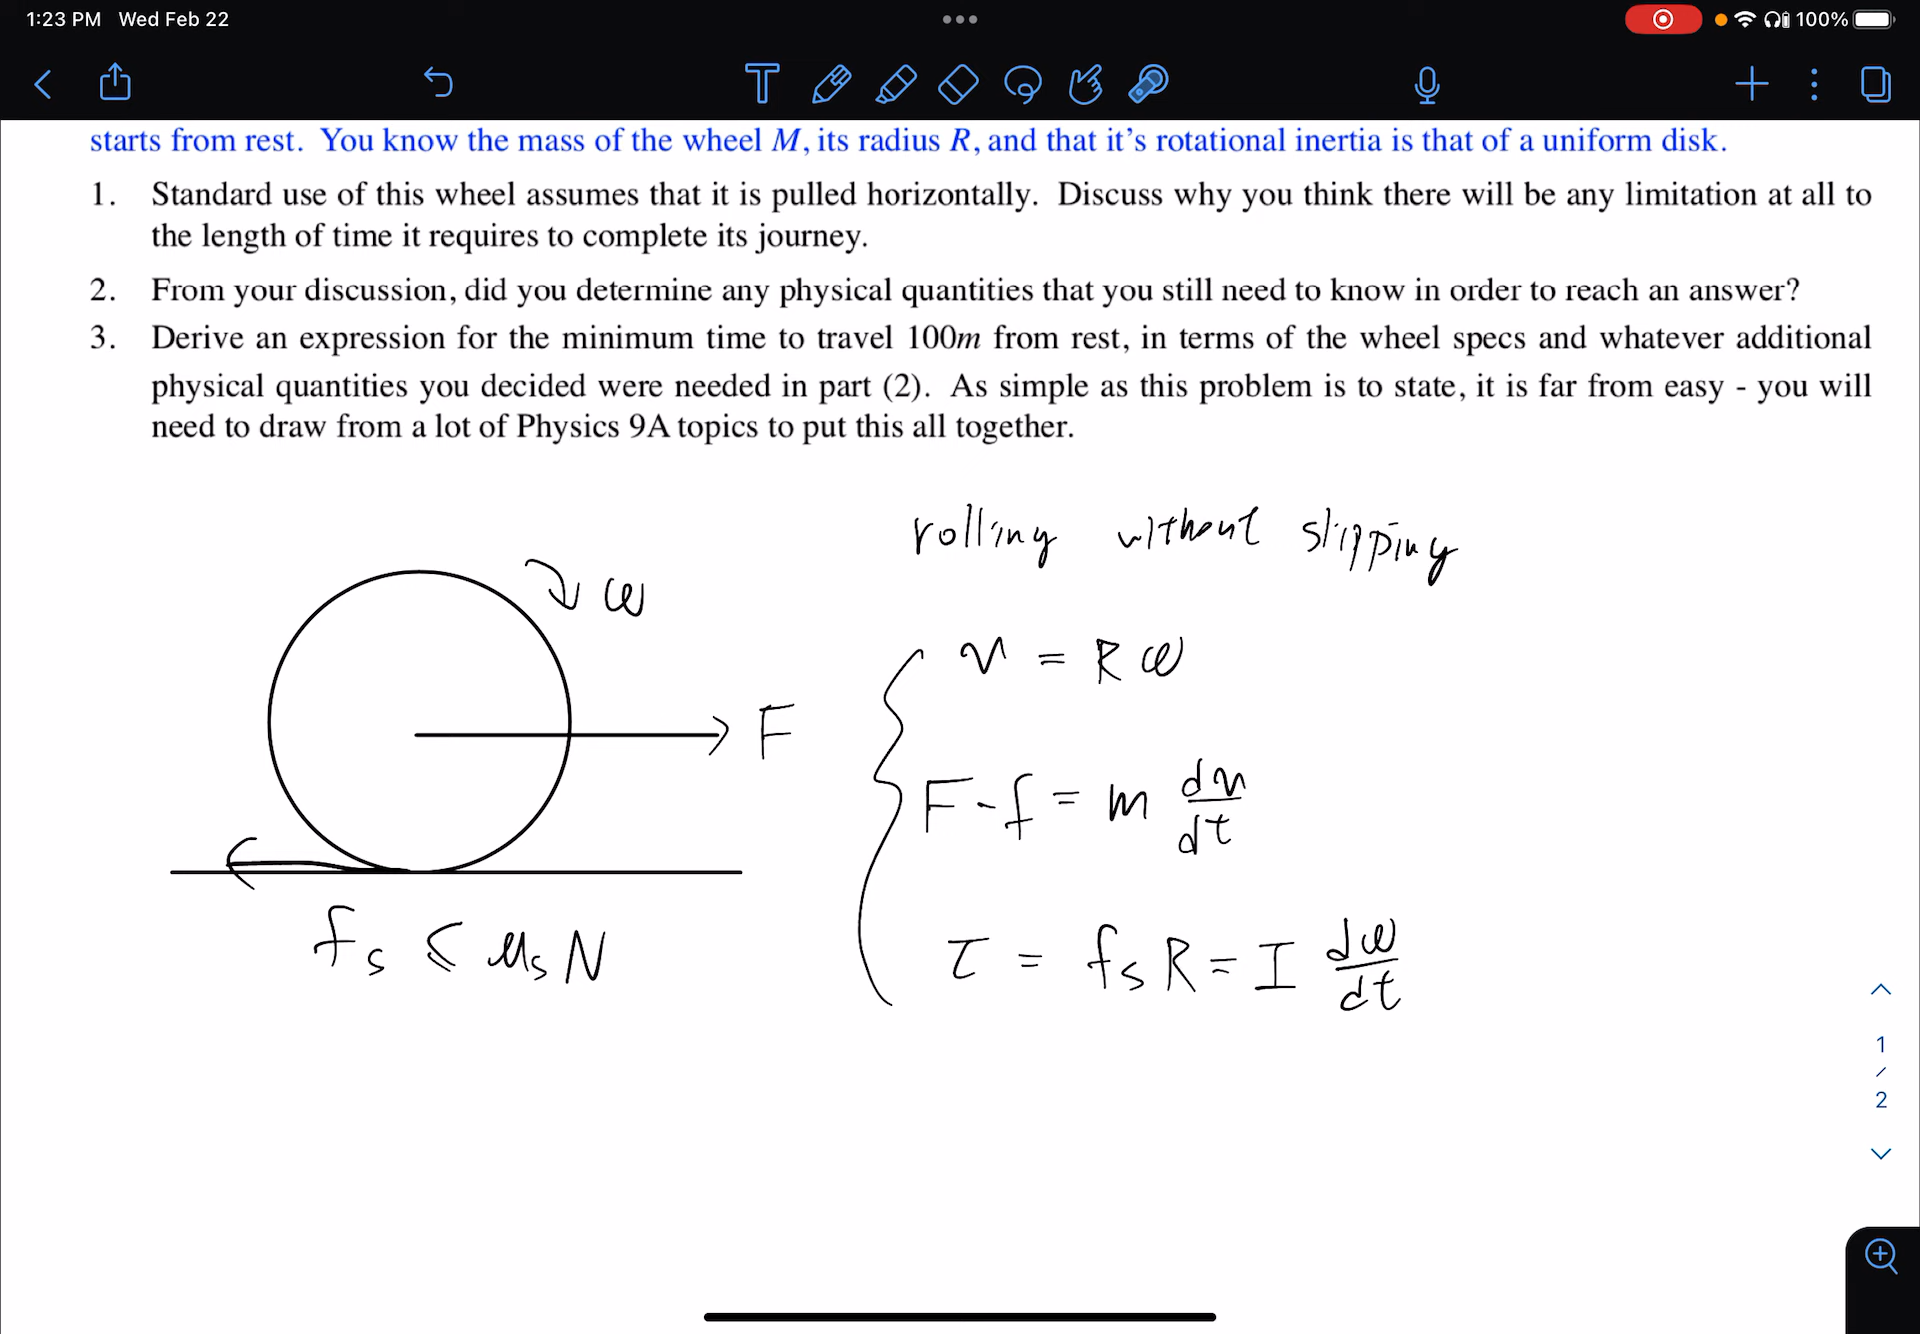 1:23 PM Wed Feb 22
100%
starts from rest. You know the mass of the wheel M, its radius R, and that it's rotational inertia is that of a uniform disk.
1. Standard use of this wheel assumes that it is pulled horizontally. Discuss why you think there will be any limitation at all to
the length of time it requires to complete its journey.
2. From your discussion, did you determine any physical quantities that you still need to know in order to reach an answer?
3. Derive an expression for the minimum time to travel 100m from rest, in terms of the wheel specs and whatever additional
physical quantities you decided were needed in part (2). As simple as this problem is to state, it is far from easy - you will
need to draw from a lot of Physics 9A topics to put this all together.
rolling without slipping
ω
v = R ω
F
F - f = m dv/dt
f_s ≤ μ_s N
τ = f_s R = I dω/dt
1
/
2